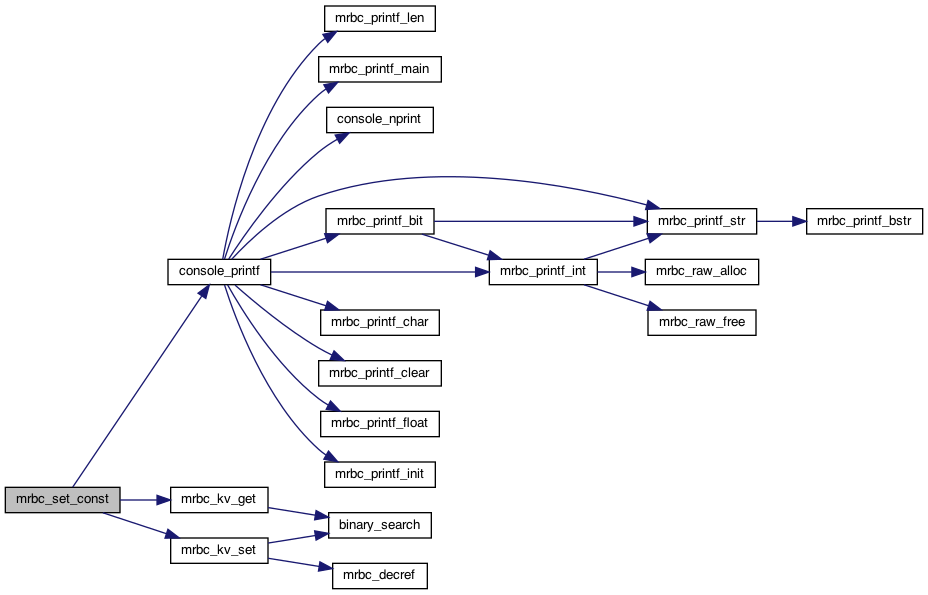 mrbc_printf_len
mrbc_printf_main
console_nprint
mrbc_printf_bit
mrbc_printf_str
mrbc_printf_bstr
console_printf
mrbc_printf_int
mrbc_raw_alloc
mrbc_printf_char
mrbc_raw_free
mrbc_printf_clear
mrbc_printf_float
mrbc_printf_init
mrbc_set_const
mrbc_kv_get
binary_search
mrbc_kv_set
mrbc_decref